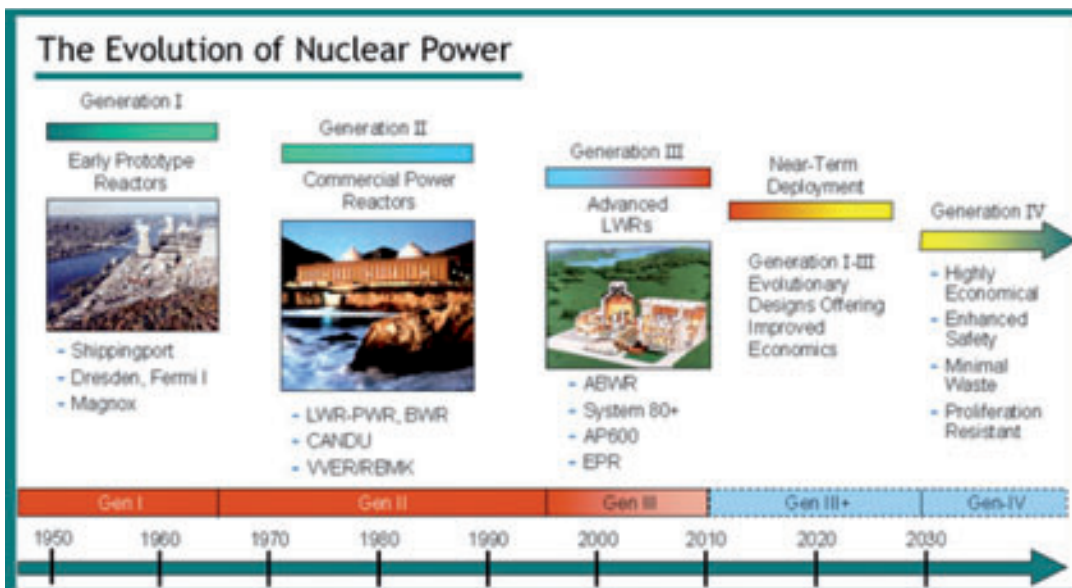 The Evolution of Nuclear Power
Generation I
Early Prototype
Reactors
- Shippingport
- Dresden, Fermi I
- Magnox
Generation II
Commercial Power
Reactors
- LWR-PWR, BWR
- CANDU
- VVER/RBMK
Generation III
Advanced
LWRs
- ABWR
- System 80+
- AP600
- EPR
Near-Term
Deployment
Generation I-III
Evolutionary
Designs Offering
Improved
Economics
Generation IV
- Highly
Economical
- Enhanced
Safety
- Minimal
Waste
- Proliferation
Resistant
Gen I
Gen II
Gen III
Gen III+
Gen-IV
1950
1960
1970
1980
1990
2000
2010
2020
2030